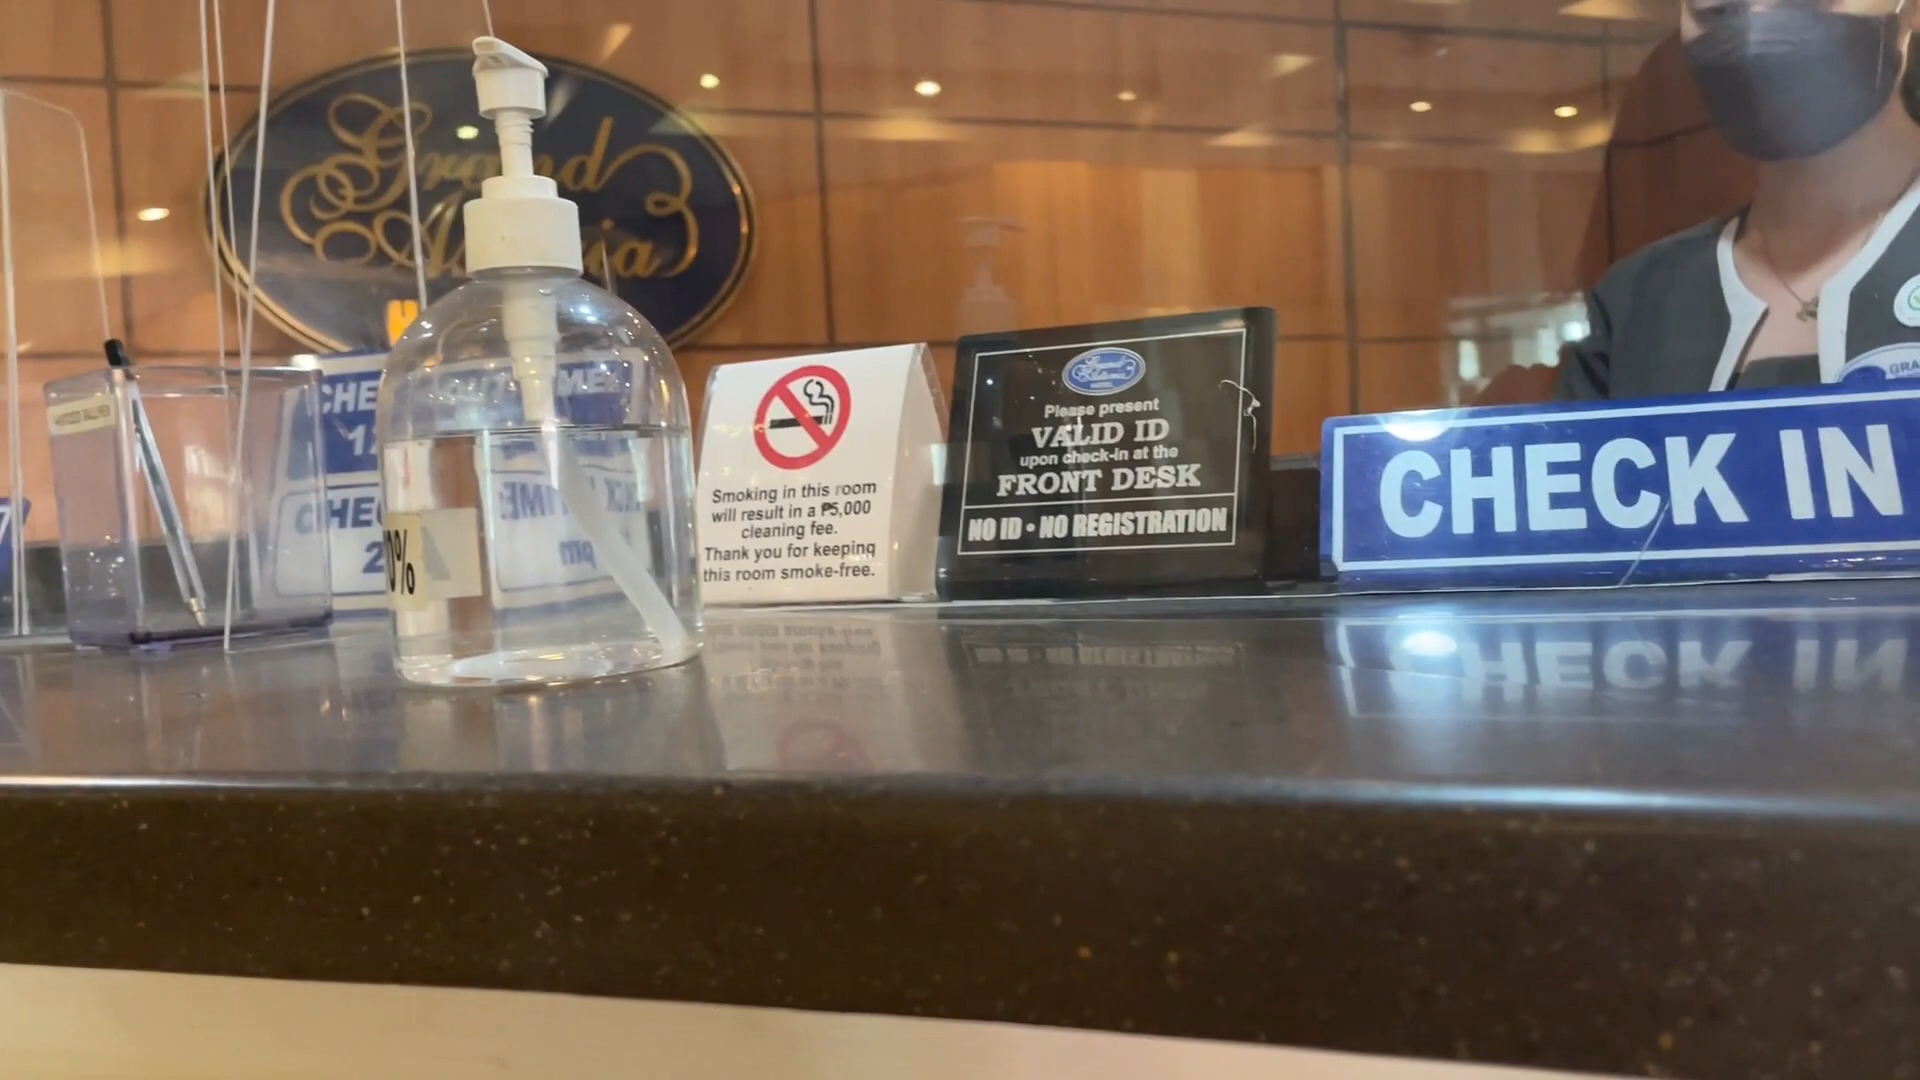 Grand
Smoking in this room
will result in a ₱5,000
cleaning fee.
Thank you for keeping
this room smoke-free.
Please present
VALID ID
upon check-in at the
FRONT DESK
NO ID • NO REGISTRATION
CHECK IN